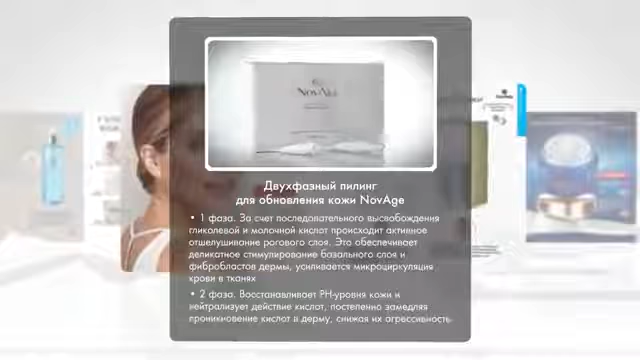 NovAge
Двухфазный пилинг
для обновления кожи NovAge
• 1 фаза. За счет последовательного высвобождения
гликолевой и молочной кислот происходит активное
отшелушивание рогового слоя. Это обеспечивает
деликатное стимулирование базального слоя и
фибробластов дермы, усиливается микроциркуляция
крови в тканях
• 2 фаза. Восстанавливает PH-уровня кожи и
нейтрализует действие кислот, постепенно замедляя
проникновение кислот в дерму, снижая их агрессивность